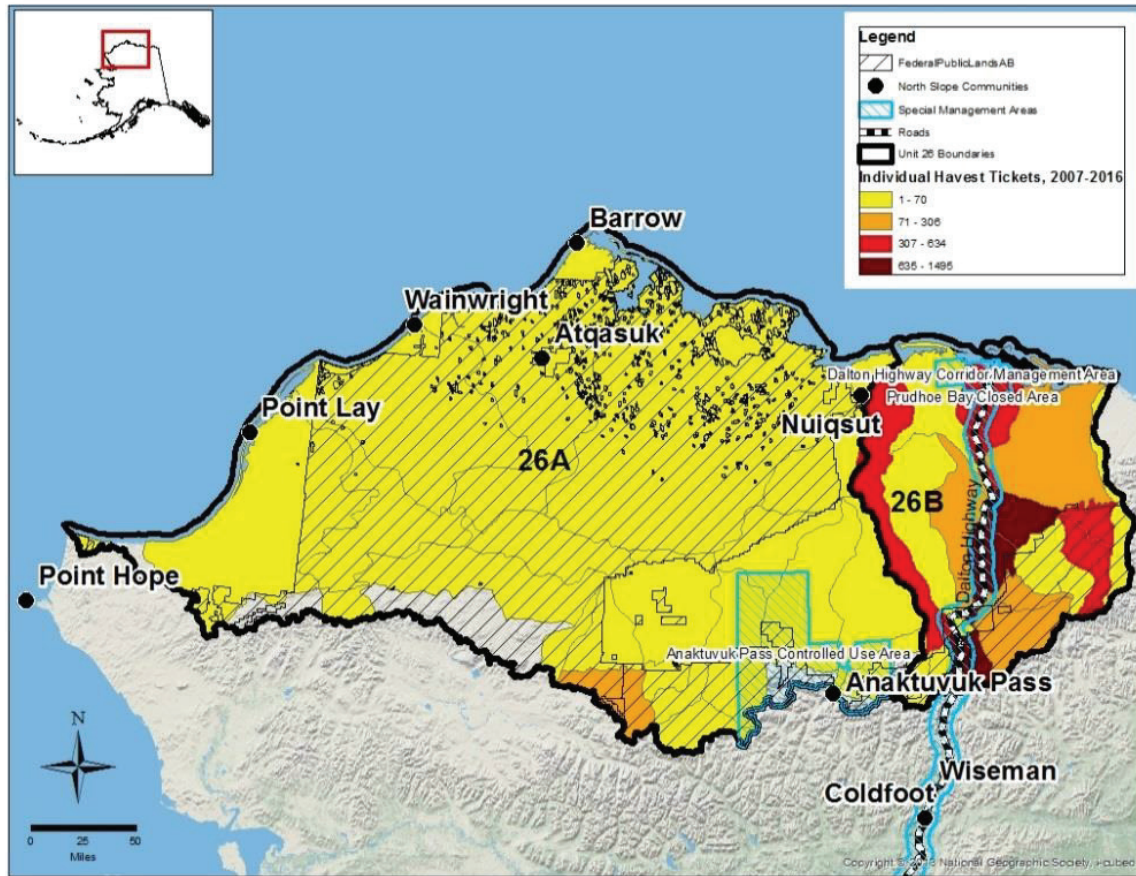 Legend
FederalPublicLandsAB
North Slope Communities
Special Management Areas
Roads
Unit 26 Boundaries
Individual Havest Tickets, 2007-2016
1 - 70
71 - 306
307 - 634
635 - 1495
Barrow
Wainwright
Atqasuk
Dalton Highway Corridor Management Area
Prudhoe Bay Closed Area
Point Lay
Nuiqsut
26A
26B
Dalton Highway
Point Hope
Anaktuvuk Pass Controlled Use Area
Anaktuvuk Pass
N
Wiseman
Coldfoot
0 25 50
Miles
National Geographic Society,